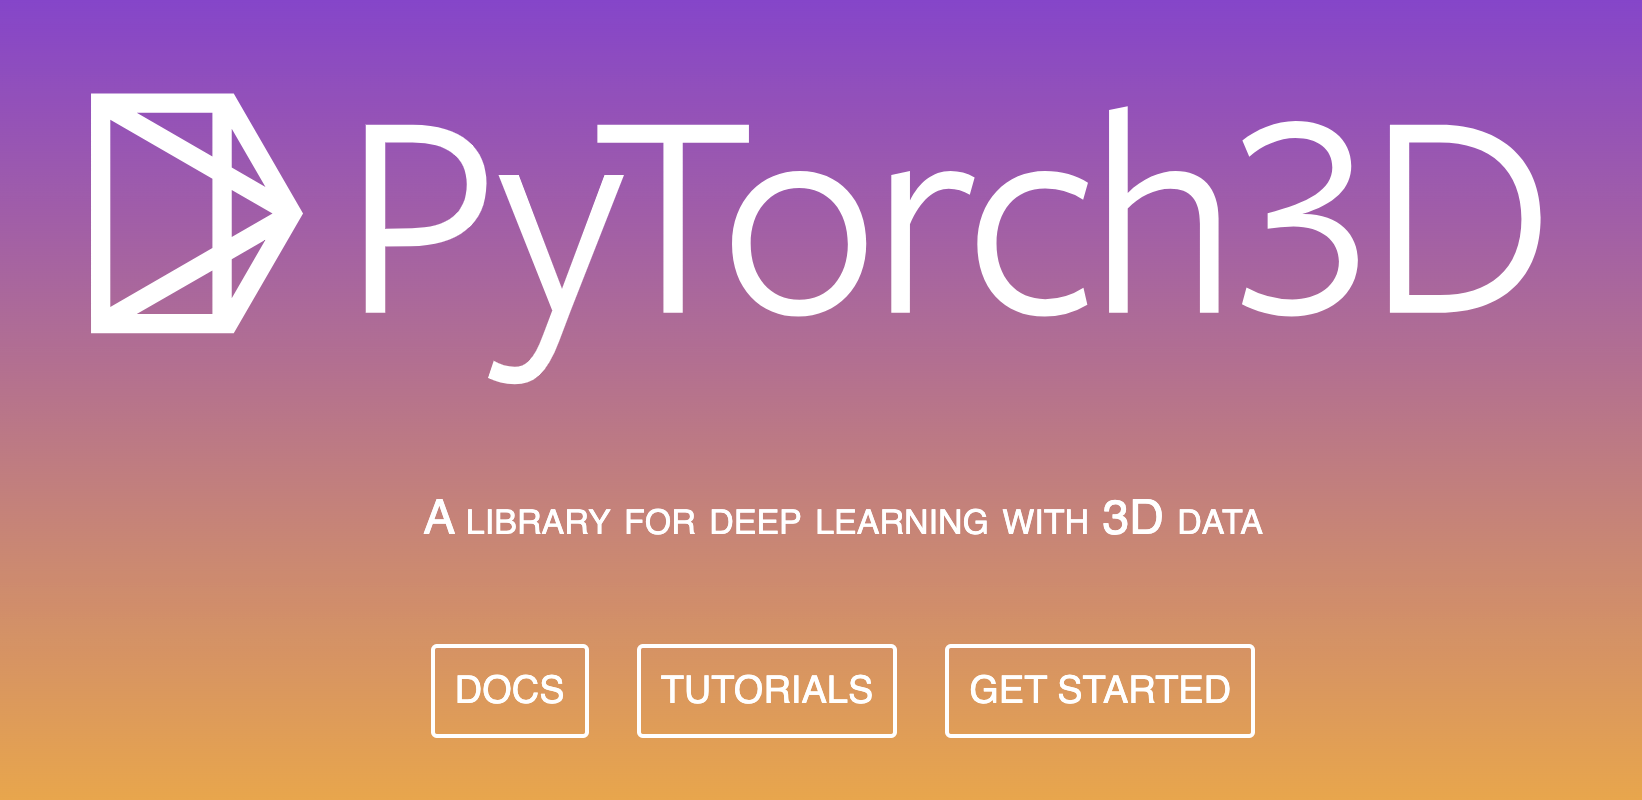 PyTorch3D
A library for deep learning with 3D data
DOCS
TUTORIALS
GET STARTED